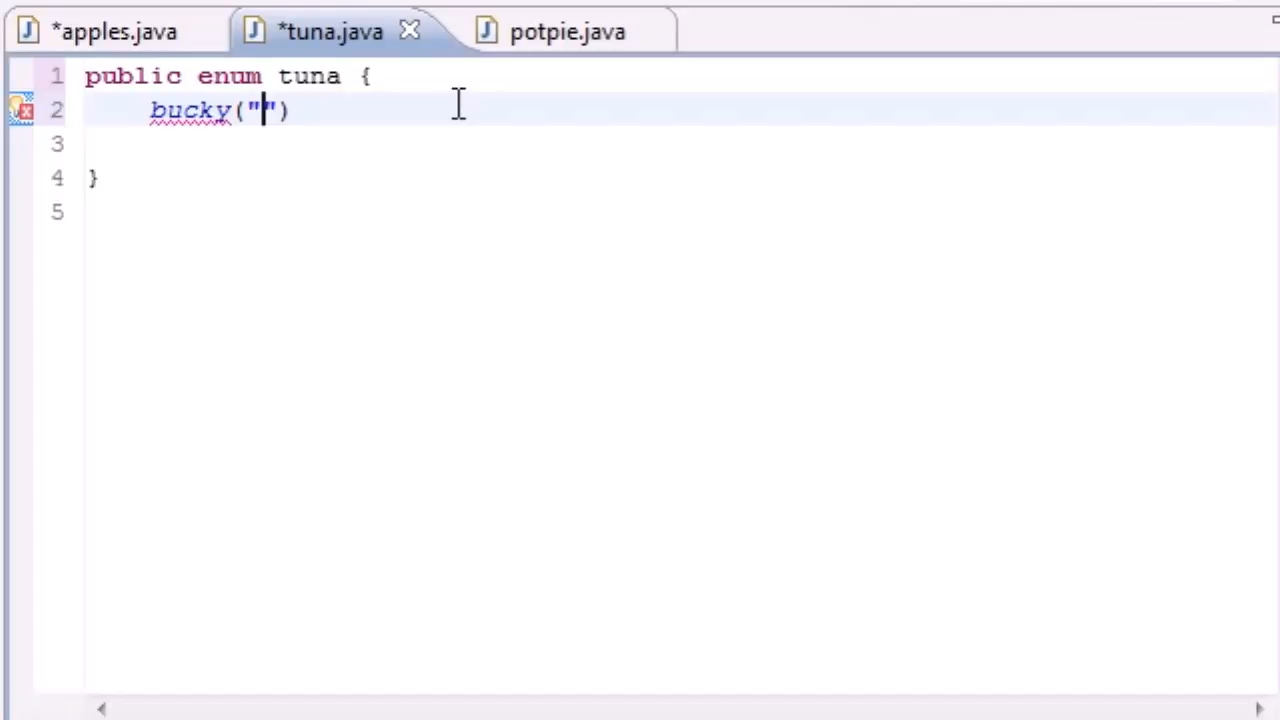 *apples.java *tuna.java potpie.java
1 public enum tuna {
2 bucky("")
3
4 }
5